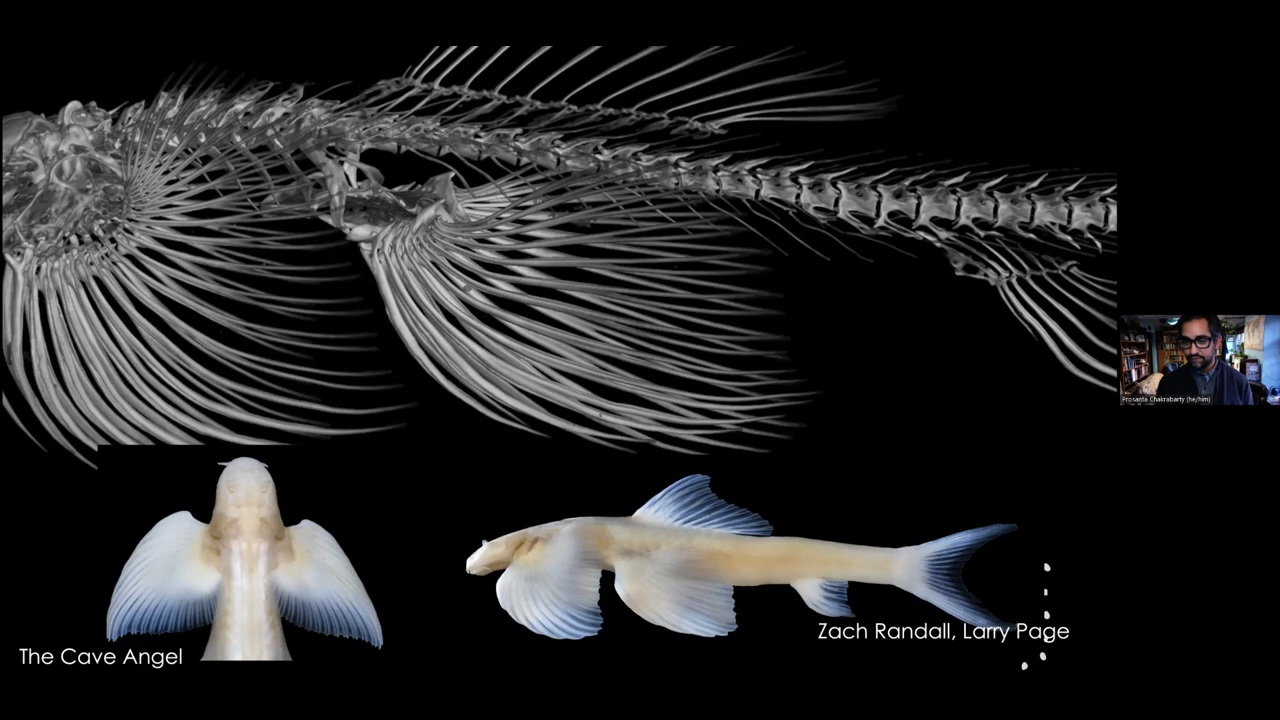 Prosanta Chakrabarty (he/him)
Zach Randall, Larry Page
The Cave Angel